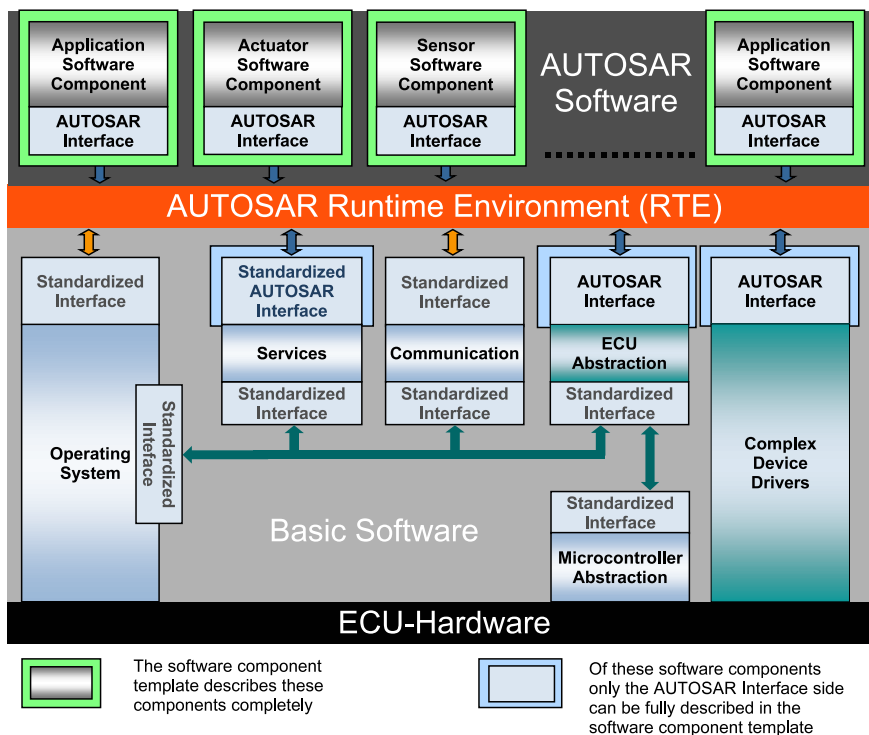 Application
Software
Component
AUTOSAR
Interface
Actuator
Software
Component
AUTOSAR
Interface
Sensor
Software
Component
AUTOSAR
Interface
AUTOSAR
Software
Application
Software
Component
AUTOSAR
Interface
AUTOSAR Runtime Environment (RTE)
Standardized
Interface
Operating
System
Standardized
Inteface
Standardized
AUTOSAR
Interface
Services
Standardized
Interface
Standardized
Interface
Communication
Standardized
Interface
AUTOSAR
Interface
ECU
Abstraction
Standardized
Interface
Standardized
Interface
Microcontroller
Abstraction
AUTOSAR
Interface
Complex
Device
Drivers
Basic Software
ECU-Hardware
The software component
template describes these
components completely
Of these software components
only the AUTOSAR Interface side
can be fully described in the
software component template